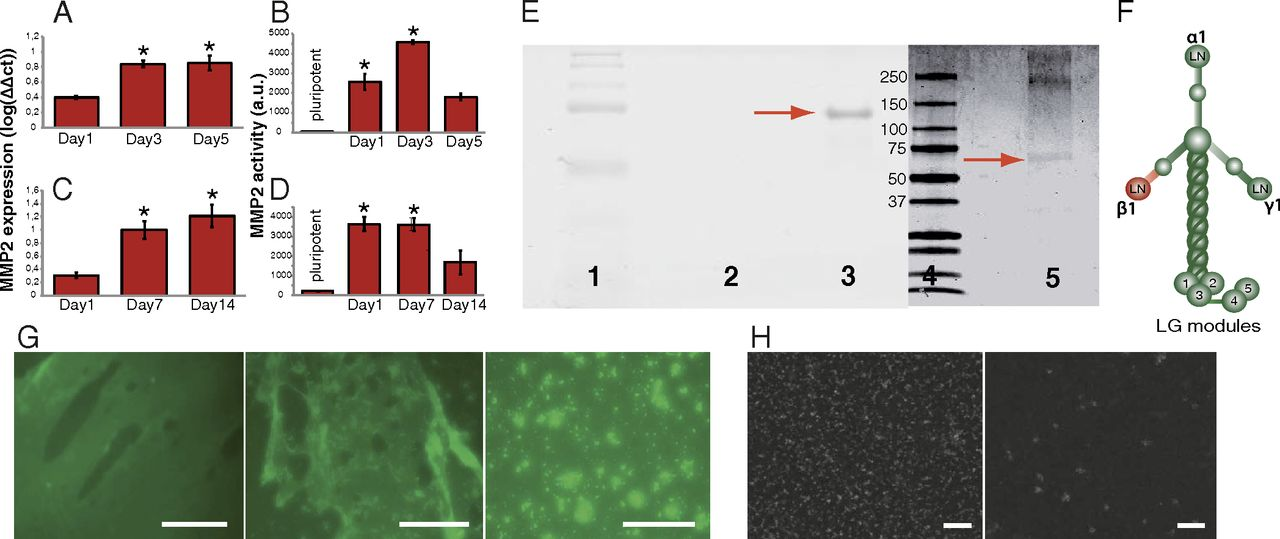 A
MMP2 expression (log(ΔΔct))
1,2
1
0,8
0,6
0,4
0,2
0
*
*
Day1 Day3 Day5
B
MMP2 activity (a.u.)
5000
4000
3000
2000
1000
0
pluripotent
*
*
Day1 Day3 Day5
C
1,6
1,4
1,2
1
0,8
0,6
0,4
0,2
0
*
*
Day1 Day7 Day14
D
4000
3000
2000
1000
0
pluripotent
*
*
Day1 Day7 Day14
E
250
150
100
75
50
37
1 2 3 4 5
F
α1
LN
LN
LN
β1
γ1
1 2
3
4
5
LG modules
G
H